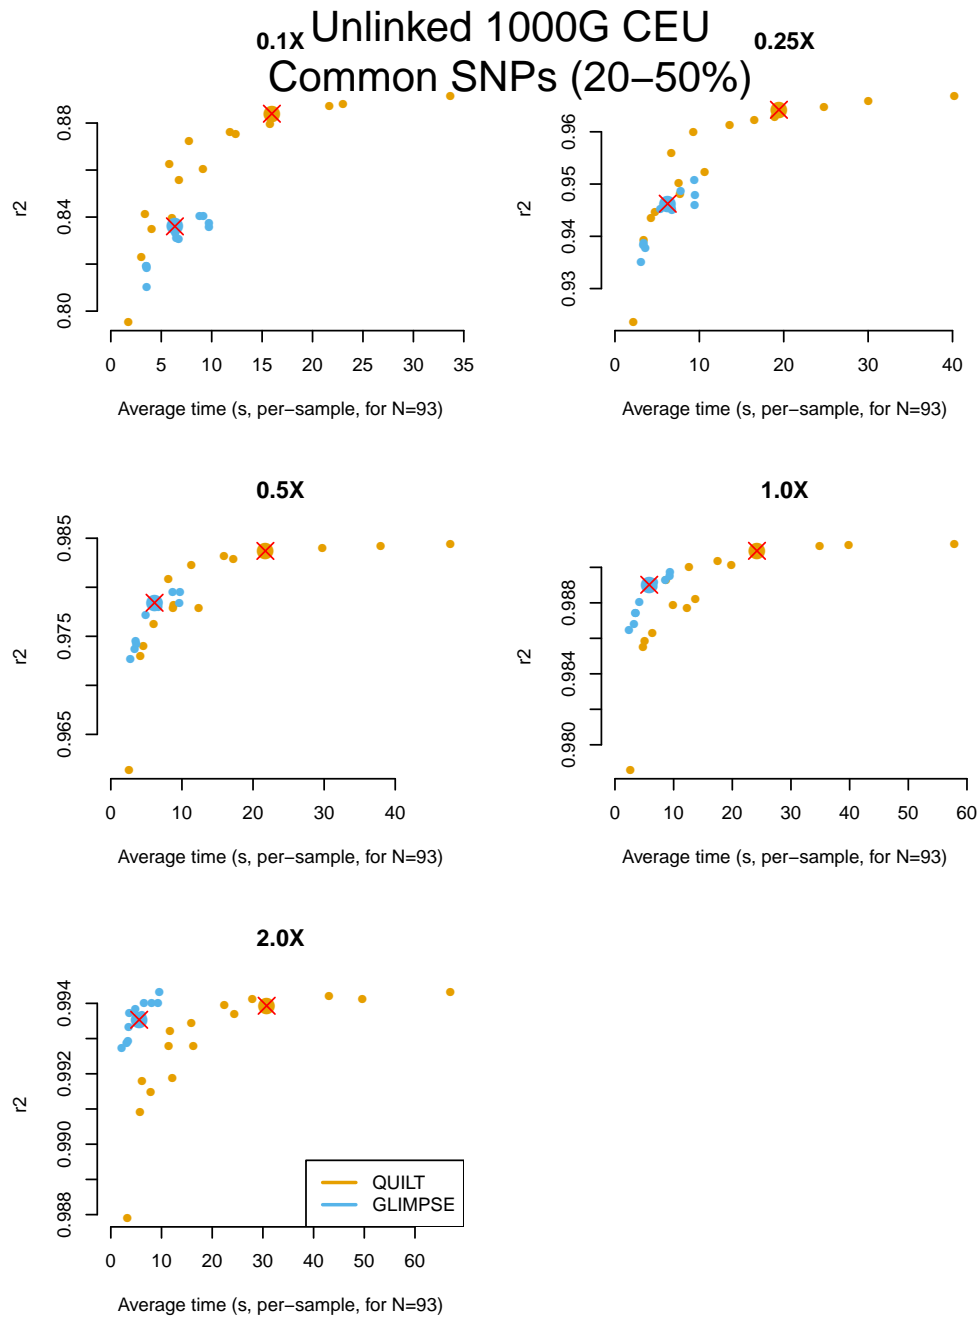 Unlinked 1000G CEU
Common SNPs (20−50%)
0.1X
r2
0.80 0.84 0.88
0 5 10 15 20 25 30 35
Average time (s, per−sample, for N=93)
0.25X
r2
0.93 0.94 0.95 0.96
0 10 20 30 40
Average time (s, per−sample, for N=93)
0.5X
r2
0.965 0.975 0.985
0 10 20 30 40
Average time (s, per−sample, for N=93)
1.0X
r2
0.980 0.984 0.988
0 10 20 30 40 50 60
Average time (s, per−sample, for N=93)
2.0X
r2
0.988 0.990 0.992 0.994
0 10 20 30 40 50 60
Average time (s, per−sample, for N=93)
QUILT
GLIMPSE